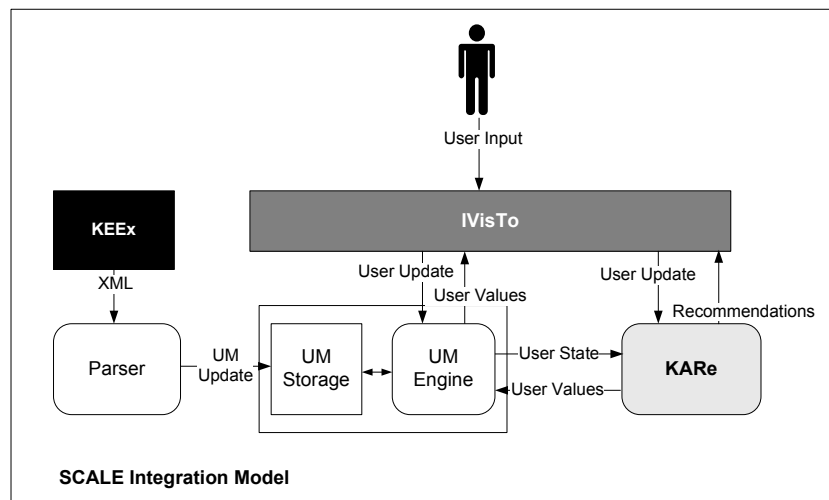 User Input
IVisTo
KEEx
XML
User Update
User Values
User Update
Recommendations
Parser
UM
Update
UM
Storage
UM
Engine
User State
User Values
KARe
SCALE Integration Model